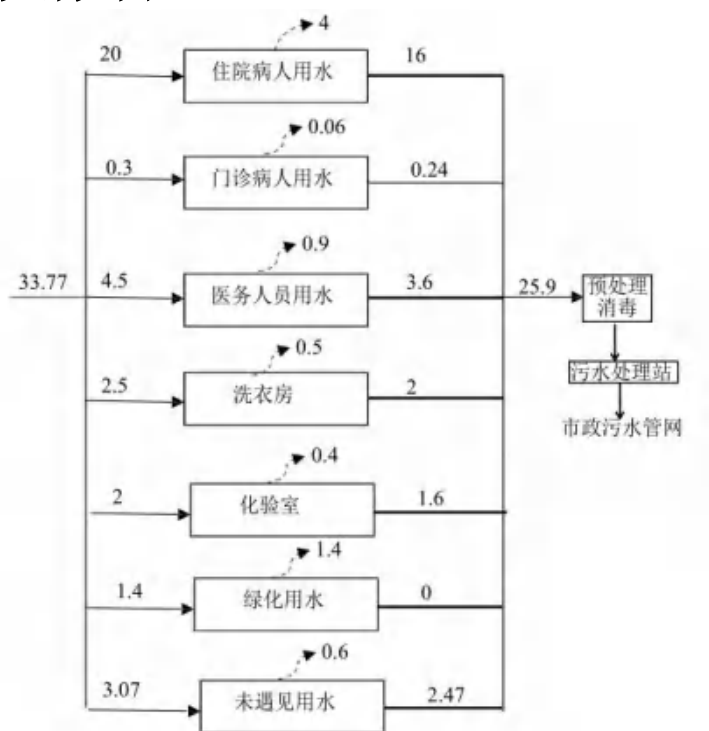 4
20
住院病人用水
16
0.06
0.3
门诊病人用水
0.24
0.9
33.77
4.5
医务人员用水
3.6
25.9
预处理
消毒
0.5
2.5
洗衣房
2
污水处理站
市政污水管网
0.4
2
化验室
1.6
1.4
1.4
绿化用水
0
0.6
3.07
未遇见用水
2.47